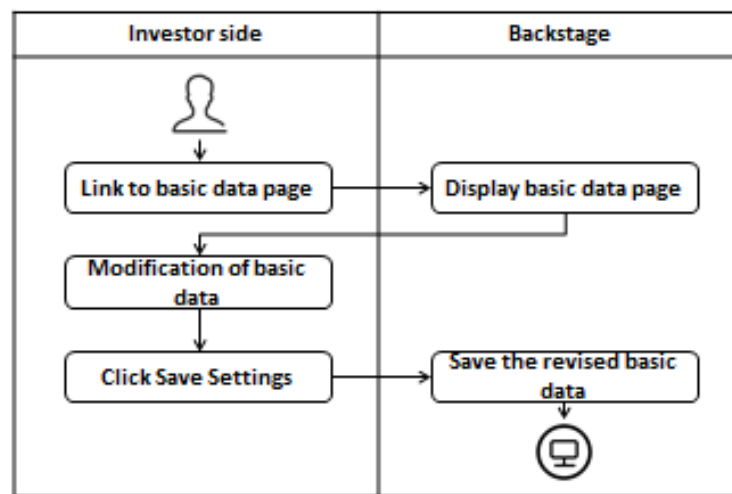 Investor side
Backstage
Link to basic data page
Display basic data page
Modification of basic
data
Click Save Settings
Save the revised basic
data